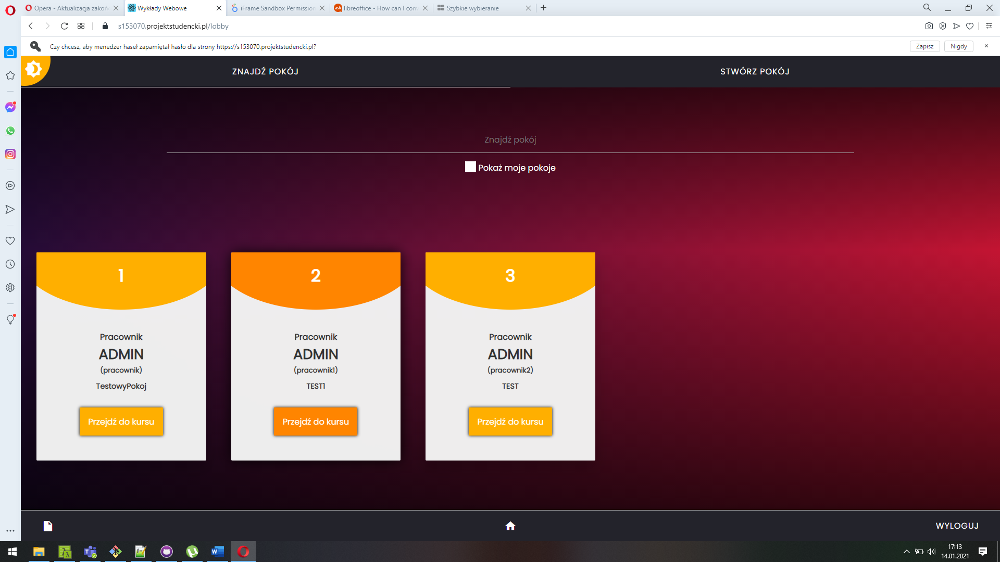 Opera - Aktualizacja zakoń
Wykłady Webowe
iFrame Sandbox Permission
libreoffice - How can I conv
Szybkie wybieranie
s153070.projektstudencki.pl/lobby
Czy chcesz, aby menedżer haseł zapamiętał hasło dla strony https://s153070.projektstudencki.pl?
Zapisz
Nigdy
ZNAJDŹ POKÓJ
STWÓRZ POKÓJ
Znajdź pokój
Pokaż moje pokoje
1
Pracownik
ADMIN
(pracownik)
TestowyPokoj
Przejdź do kursu
2
Pracownik
ADMIN
(pracownik1)
TEST1
Przejdź do kursu
3
Pracownik
ADMIN
(pracownik2)
TEST
Przejdź do kursu
WYLOGUJ
17:13
14.01.2021